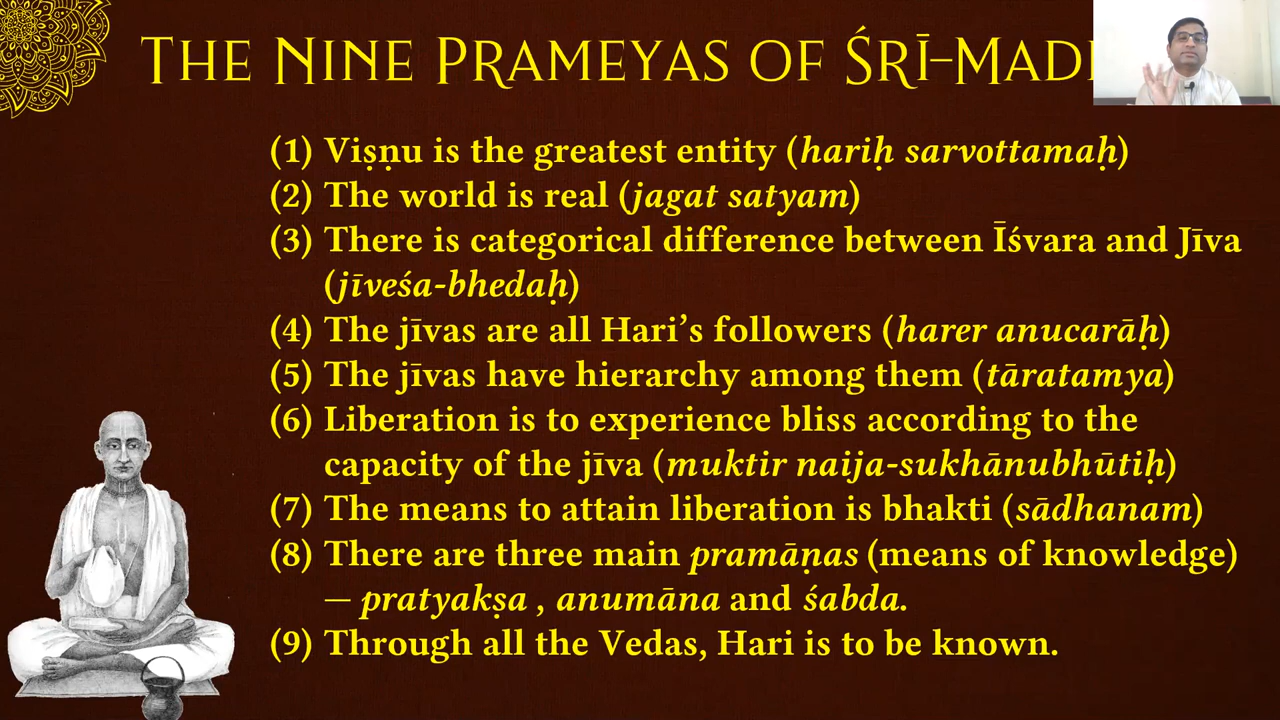 THE NINE PRAMEYAS OF ŚRĪ-MAD
(1) Viṣṇu is the greatest entity (hariḥ sarvottamaḥ)
(2) The world is real (jagat satyam)
(3) There is categorical difference between Īśvara and Jīva
(jīveśa-bhedaḥ)
(4) The jīvas are all Hari’s followers (harer anucarāḥ)
(5) The jīvas have hierarchy among them (tāratamya)
(6) Liberation is to experience bliss according to the
capacity of the jīva (muktir naija-sukhānubhūtiḥ)
(7) The means to attain liberation is bhakti (sādhanam)
(8) There are three main pramāṇas (means of knowledge)
— pratyakṣa , anumāna and śabda.
(9) Through all the Vedas, Hari is to be known.